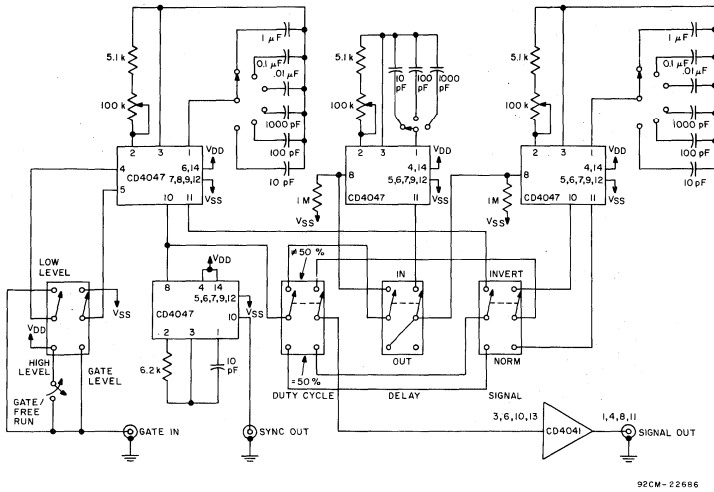 1 µF
5.1 k
0.1 µF
.01 µF
100 k
1000 pF
100 pF
10 pF
2 3 1
4
5
CD4047
6,14
7,8,9,12
10 11
VDD
VSS
5.1 k
10 pF
100 pF
1000 pF
100 k
2 3 1
8
CD4047
4,14
5,6,7,9,12
11
VDD
VSS
1 M
VSS
1 µF
5.1 k
0.1 µF
.01 µF
100 k
1000 pF
100 pF
10 pF
2 3 1
8
CD4047
4,14
5,6,7,9,12
10 11
VDD
VSS
1 M
VSS
LOW LEVEL
VSS
VDD
HIGH LEVEL
GATE LEVEL
GATE/ FREE RUN
VDD
8 4 14
5,6,7,9,12
CD4047
10
2 3 1
VSS
6.2 k
10 pF
≠50 %
=50%
DUTY CYCLE
IN
OUT
DELAY
INVERT
NORM
SIGNAL
GATE IN
SYNC OUT
3,6,10,13
CD4041
1,4,8,11
SIGNAL OUT
92CM-22686